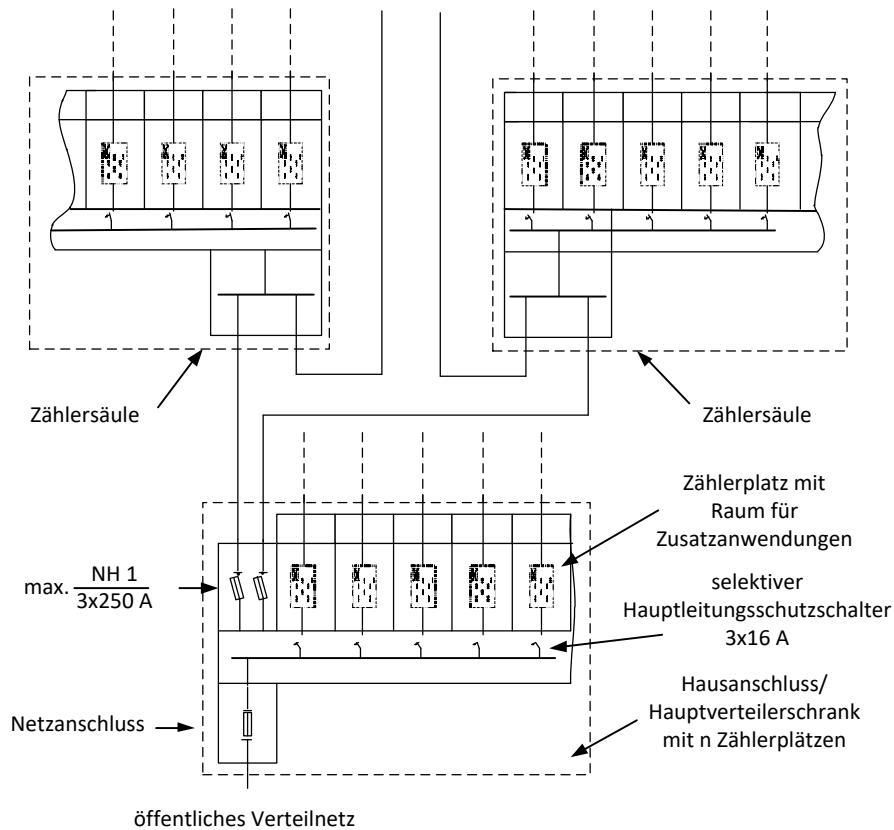 Zählersäule
Zählersäule
Zählerplatz mit
Raum für
Zusatzanwendungen
max. NH 1
3x250 A
selektiver
Hauptleitungsschutzschalter
3x16 A
Hausanschluss/
Hauptverteilerschrank
mit n Zählerplätzen
Netzanschluss
öffentliches Verteilnetz